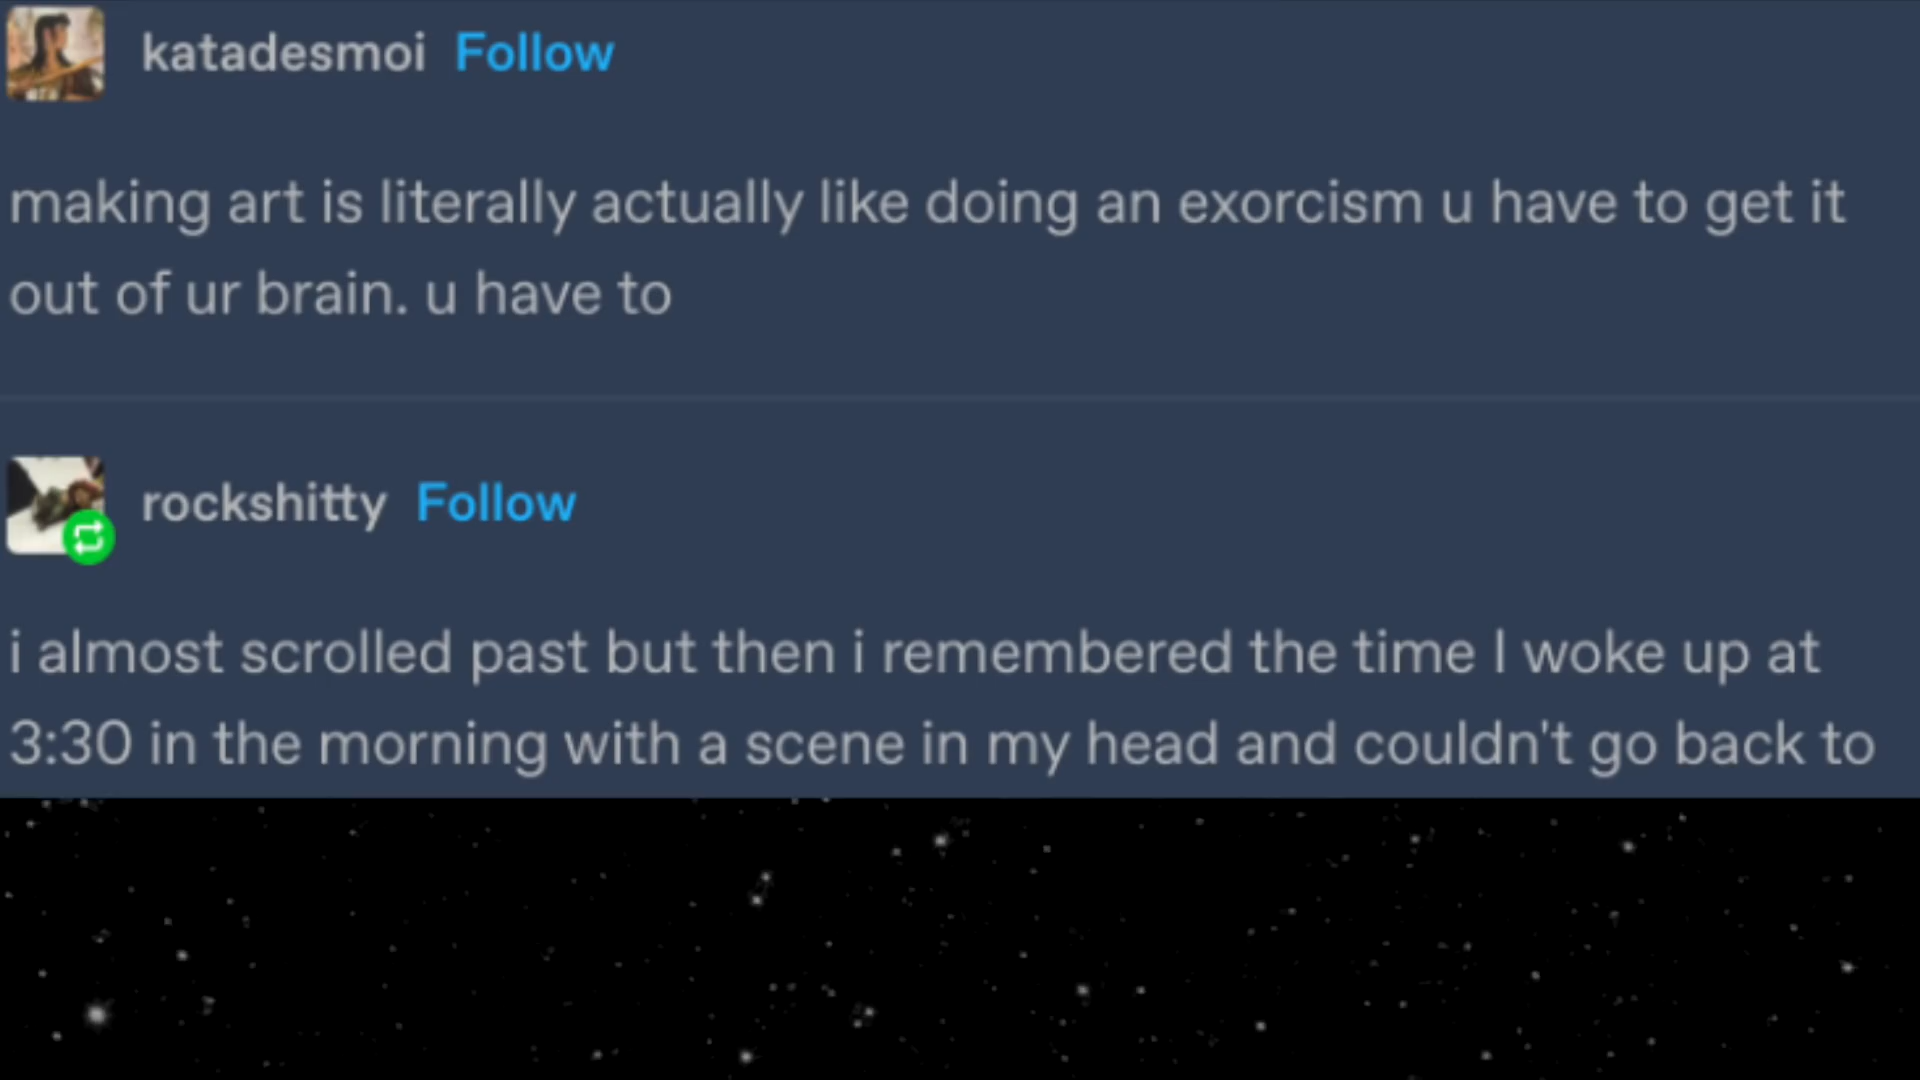 katadesmoi Follow
making art is literally actually like doing an exorcism u have to get it
out of ur brain. u have to
rockshitty Follow
i almost scrolled past but then i remembered the time I woke up at
3:30 in the morning with a scene in my head and couldn't go back to